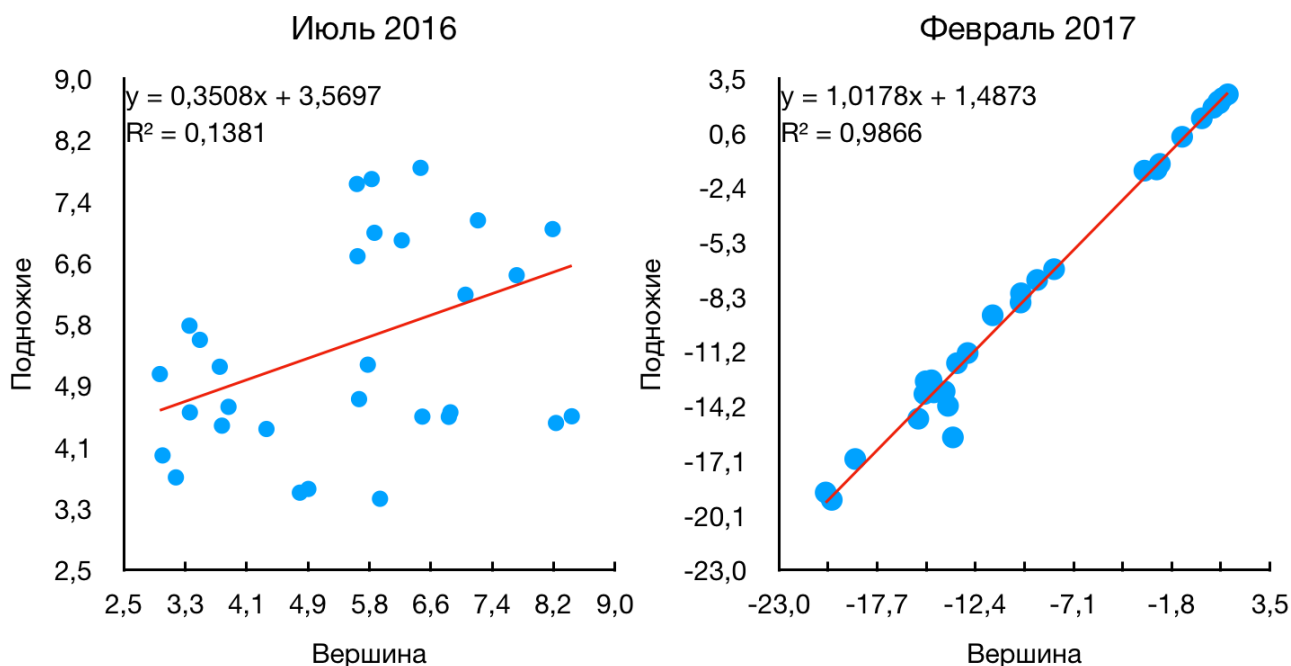 Июль 2016
y = 0,3508x + 3,5697
R² = 0,1381
9,0
8,2
7,4
6,6
5,8
4,9
4,1
3,3
2,5
Подножие
2,5 3,3 4,1 4,9 5,8 6,6 7,4 8,2 9,0
Вершина
Февраль 2017
y = 1,0178x + 1,4873
R² = 0,9866
3,5
0,6
-2,4
-5,3
-8,3
-11,2
-14,2
-17,1
-20,1
-23,0
Подножие
-23,0 -17,7 -12,4 -7,1 -1,8 3,5
Вершина